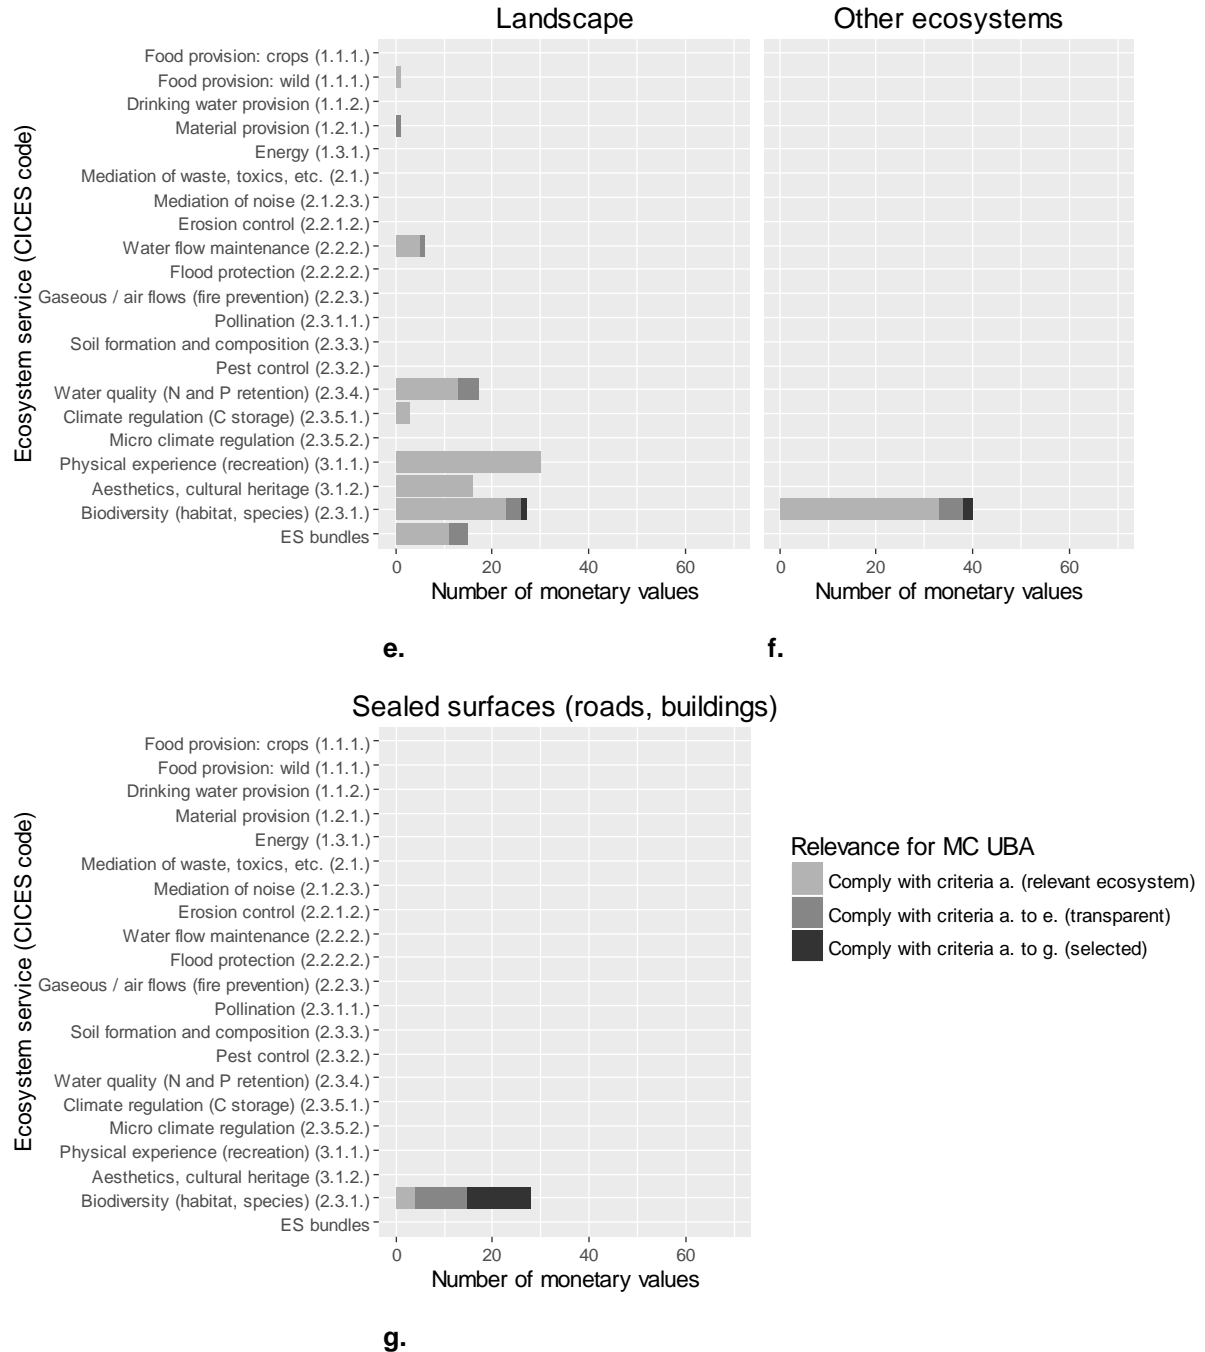 Landscape
Other ecosystems
Ecosystem service (CICES code)
Food provision: crops (1.1.1.)
Food provision: wild (1.1.1.)
Drinking water provision (1.1.2.)
Material provision (1.2.1.)
Energy (1.3.1.)
Mediation of waste, toxics, etc. (2.1.)
Mediation of noise (2.1.2.3.)
Erosion control (2.2.1.2.)
Water flow maintenance (2.2.2.)
Flood protection (2.2.2.2.)
Gaseous / air flows (fire prevention) (2.2.3.)
Pollination (2.3.1.1.)
Soil formation and composition (2.3.3.)
Pest control (2.3.2.)
Water quality (N and P retention) (2.3.4.)
Climate regulation (C storage) (2.3.5.1.)
Micro climate regulation (2.3.5.2.)
Physical experience (recreation) (3.1.1.)
Aesthetics, cultural heritage (3.1.2.)
Biodiversity (habitat, species) (2.3.1.)
ES bundles
0 20 40 60
0 20 40 60
Number of monetary values
Number of monetary values
e.
f.
Sealed surfaces (roads, buildings)
Ecosystem service (CICES code)
Food provision: crops (1.1.1.)
Food provision: wild (1.1.1.)
Drinking water provision (1.1.2.)
Material provision (1.2.1.)
Energy (1.3.1.)
Mediation of waste, toxics, etc. (2.1.)
Mediation of noise (2.1.2.3.)
Erosion control (2.2.1.2.)
Water flow maintenance (2.2.2.)
Flood protection (2.2.2.2.)
Gaseous / air flows (fire prevention) (2.2.3.)
Pollination (2.3.1.1.)
Soil formation and composition (2.3.3.)
Pest control (2.3.2.)
Water quality (N and P retention) (2.3.4.)
Climate regulation (C storage) (2.3.5.1.)
Micro climate regulation (2.3.5.2.)
Physical experience (recreation) (3.1.1.)
Aesthetics, cultural heritage (3.1.2.)
Biodiversity (habitat, species) (2.3.1.)
ES bundles
0 20 40 60
Number of monetary values
Relevance for MC UBA
Comply with criteria a. (relevant ecosystem)
Comply with criteria a. to e. (transparent)
Comply with criteria a. to g. (selected)
g.